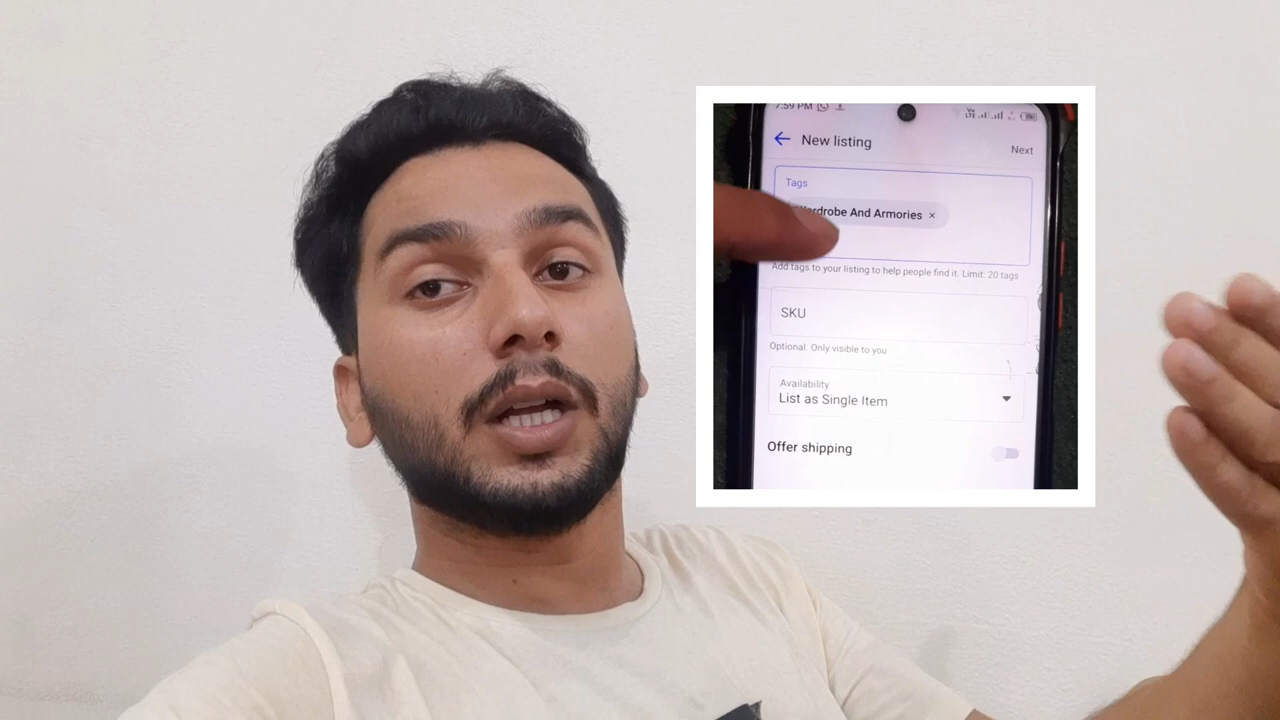 7:59 PM
New listing
Next
Tags
Wardrobe And Armories ×
Add tags to your listing to help people find it. Limit: 20 tags
SKU
Optional. Only visible to you
Availability
List as Single Item
Offer shipping